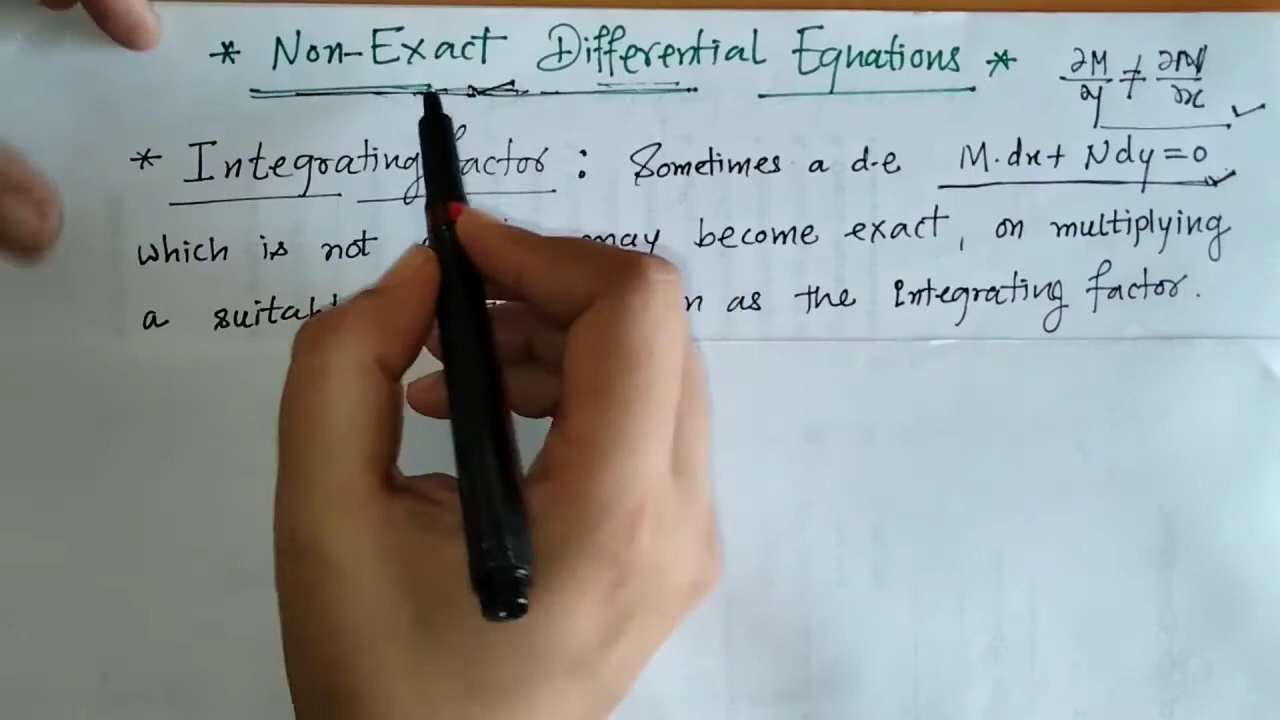 * Non-Exact Differential Equations * ∂M/∂y ≠ ∂N/∂x
* Integrating factor : Sometimes a d.e M.dx + Ndy = 0
which is not may become exact, on multiplying
a as the Integrating factor.